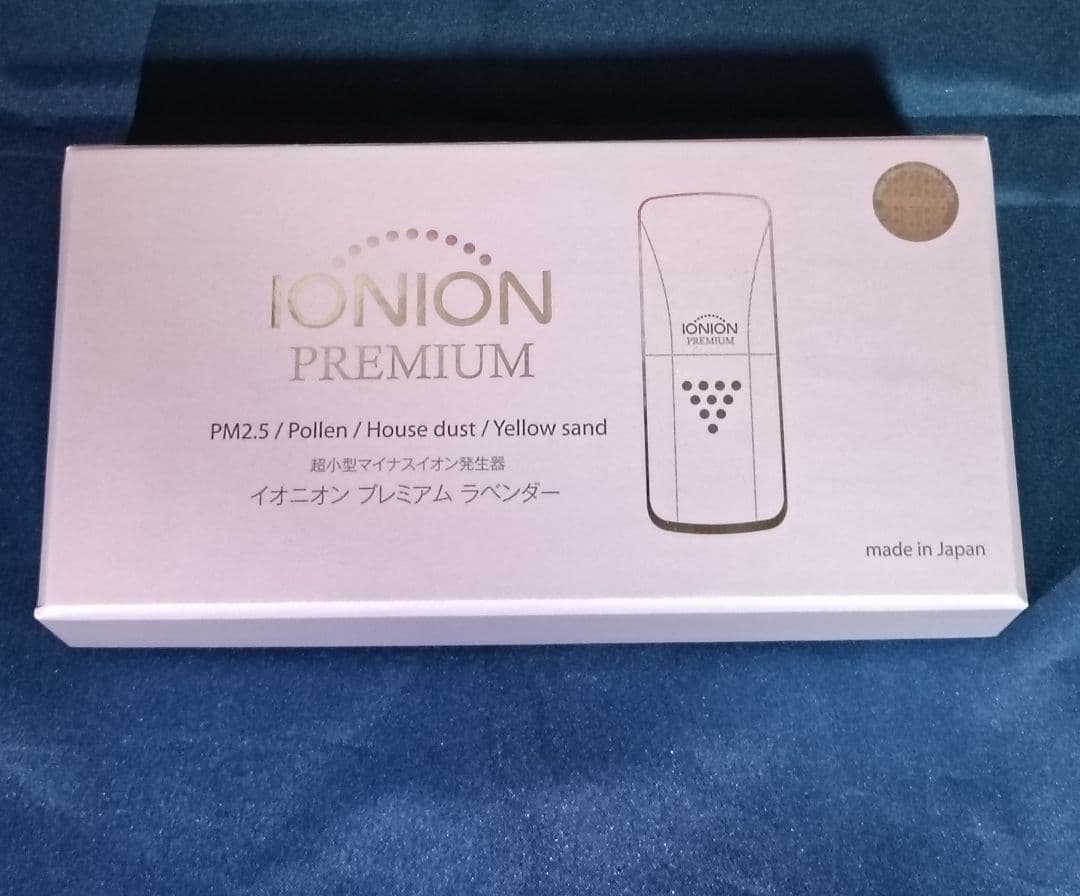 IONION
PREMIUM
PM2.5 / Pollen / House dust / Yellow sand
超小型マイナスイオン発生器
イオニオン プレミアム ラベンダー
IONION
PREMIUM
made in Japan